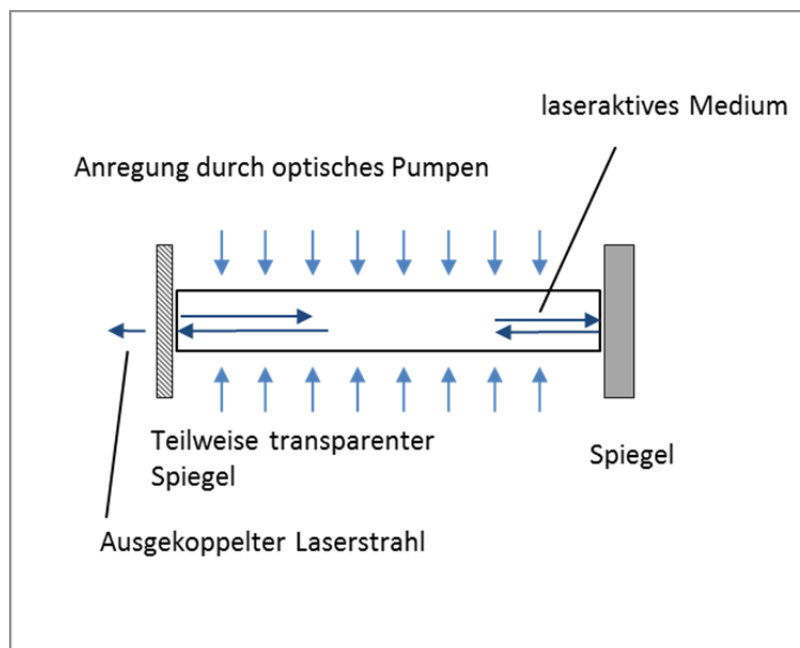 laseraktives Medium
Anregung durch optisches Pumpen
Teilweise transparenter
Spiegel
Spiegel
Ausgekoppelter Laserstrahl